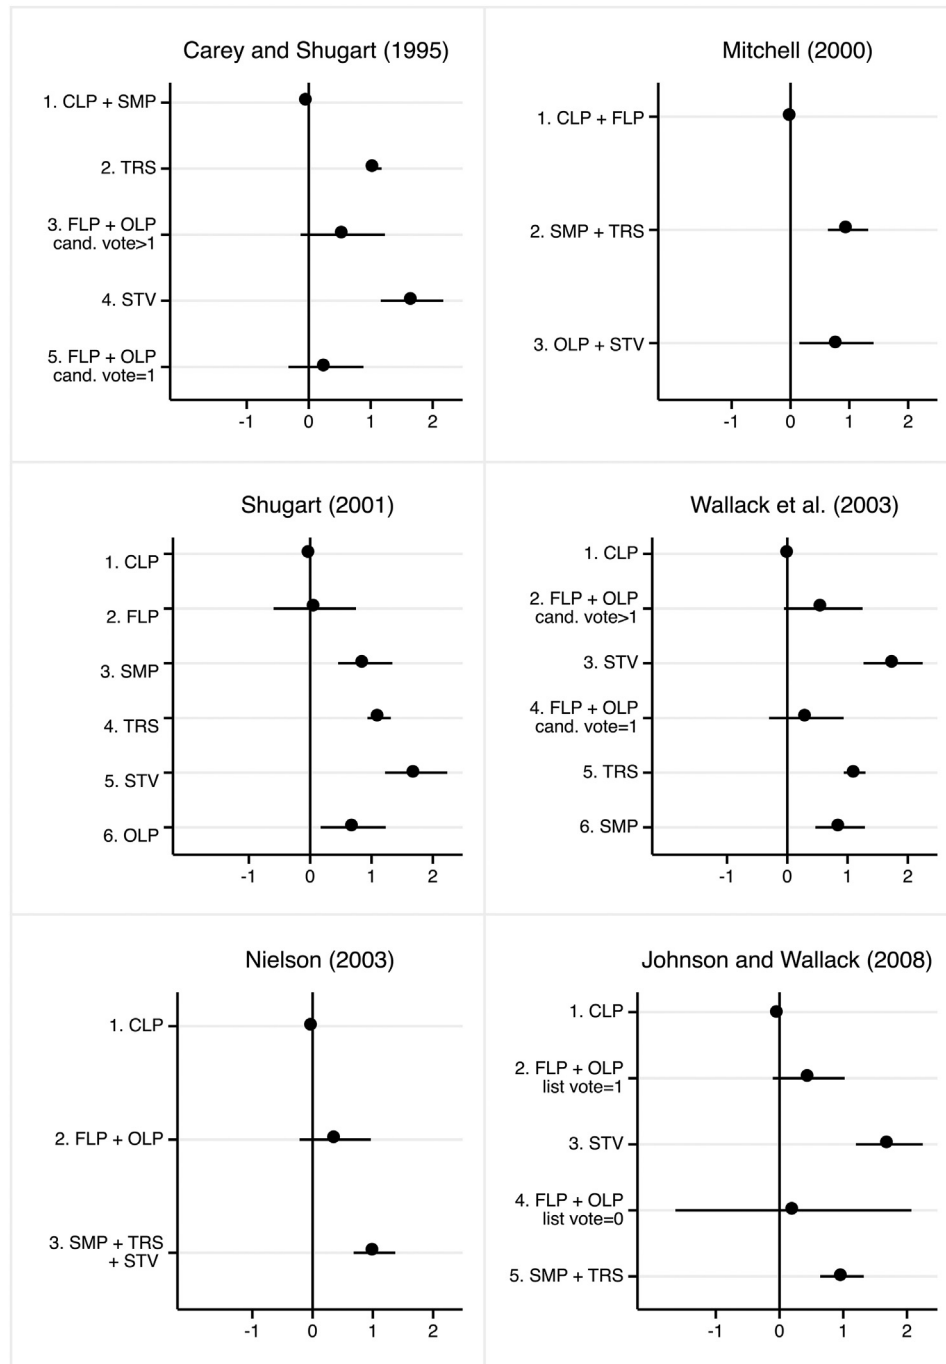 Carey and Shugart (1995)
1. CLP + SMP
2. TRS
3. FLP + OLP
cand. vote>1
4. STV
5. FLP + OLP
cand. vote=1
-1 0 1 2
Mitchell (2000)
1. CLP + FLP
2. SMP + TRS
3. OLP + STV
-1 0 1 2
Shugart (2001)
1. CLP
2. FLP
3. SMP
4. TRS
5. STV
6. OLP
-1 0 1 2
Wallack et al. (2003)
1. CLP
2. FLP + OLP
cand. vote>1
3. STV
4. FLP + OLP
cand. vote=1
5. TRS
6. SMP
-1 0 1 2
Nielson (2003)
1. CLP
2. FLP + OLP
3. SMP + TRS
+ STV
-1 0 1 2
Johnson and Wallack (2008)
1. CLP
2. FLP + OLP
list vote=1
3. STV
4. FLP + OLP
list vote=0
5. SMP + TRS
-1 0 1 2